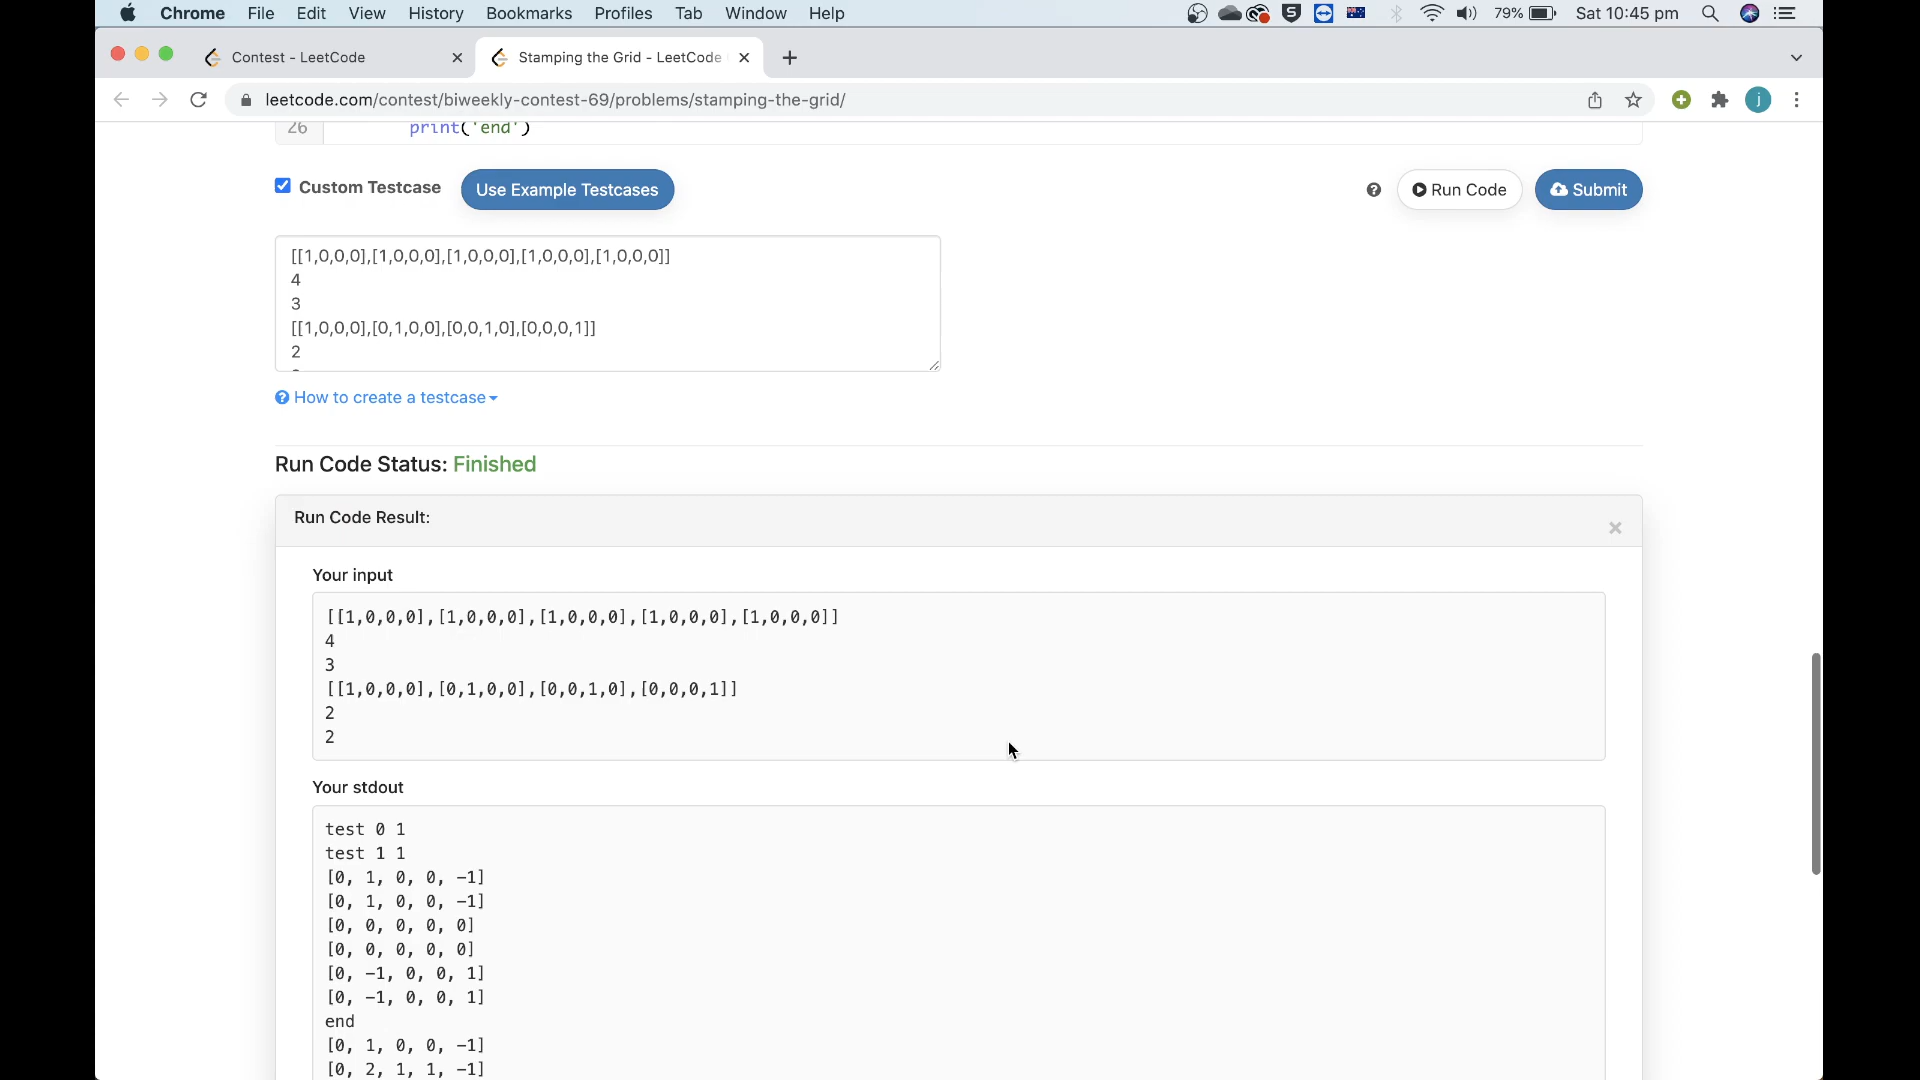 Chrome File Edit View History Bookmarks Profiles Tab Window Help 79% Sat 10:45 pm
Contest - LeetCode Stamping the Grid - LeetCode
leetcode.com/contest/biweekly-contest-69/problems/stamping-the-grid/ j
26 print('end')
Custom Testcase Use Example Testcases Run Code Submit
[[1,0,0,0],[1,0,0,0],[1,0,0,0],[1,0,0,0],[1,0,0,0]]
4
3
[[1,0,0,0],[0,1,0,0],[0,0,1,0],[0,0,0,1]]
2
How to create a testcase
Run Code Status: Finished
Run Code Result:
Your input
[[1,0,0,0],[1,0,0,0],[1,0,0,0],[1,0,0,0],[1,0,0,0]]
4
3
[[1,0,0,0],[0,1,0,0],[0,0,1,0],[0,0,0,1]]
2
2
Your stdout
test 0 1
test 1 1
[0, 1, 0, 0, -1]
[0, 1, 0, 0, -1]
[0, 0, 0, 0, 0]
[0, 0, 0, 0, 0]
[0, -1, 0, 0, 1]
[0, -1, 0, 0, 1]
end
[0, 1, 0, 0, -1]
[0, 2, 1, 1, -1]